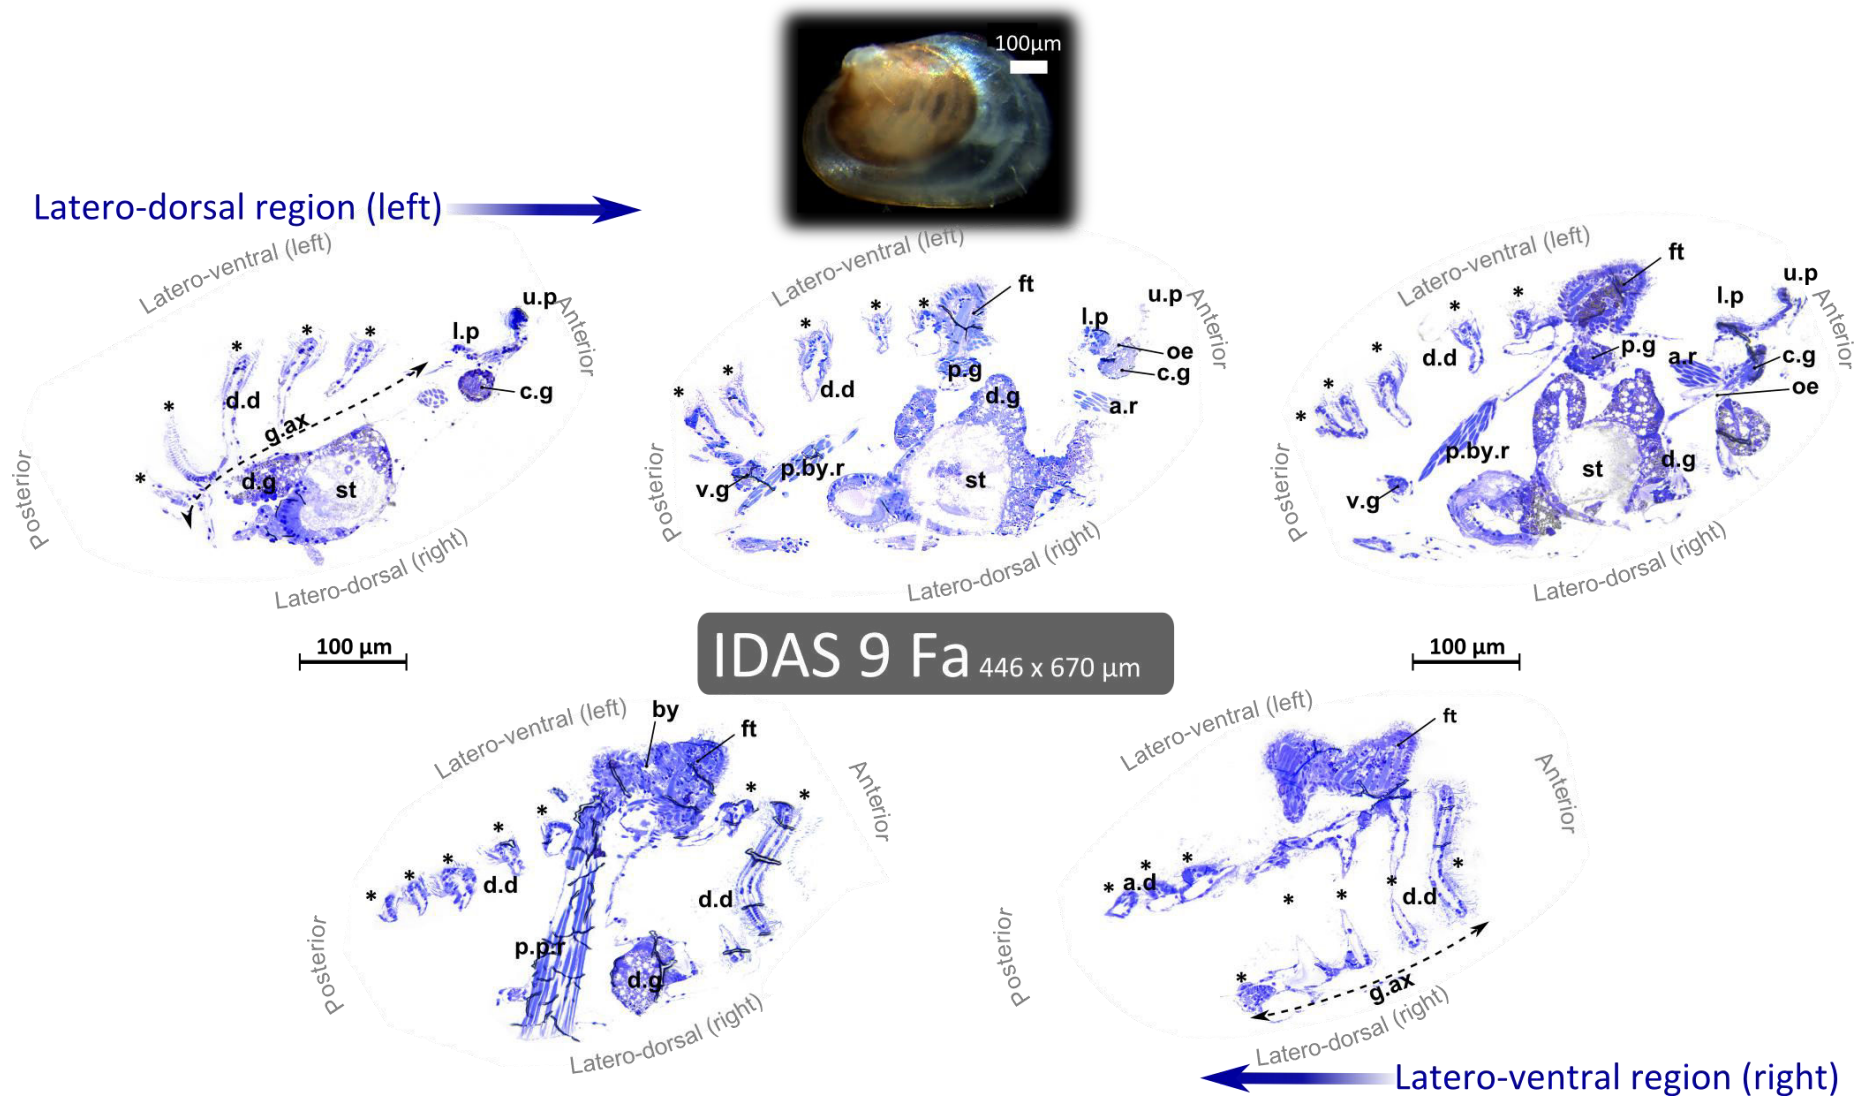 100µm
Latero-dorsal region (left)
Latero-ventral (left)
u.p
Anterior
l.p
*
*
*
c.g
d.d
*
g.ax
Posterior
*
d.g
st
Latero-dorsal (right)
Latero-ventral (left)
ft
u.p
Anterior
*
*
l.p
*
oe
p.g
c.g
*
d.d
d.g
*
a.r
Posterior
p.by.r
v.g
st
Latero-dorsal (right)
Latero-ventral (left)
ft
u.p
*
*
l.p
Anterior
*
d.d
p.g
a.r
c.g
*
oe
*
Posterior
p.by.r
st
d.g
v.g
Latero-dorsal (right)
100 µm
IDAS 9 Fa 446 x 670 µm
100 µm
Latero-ventral (left)
by
ft
*
*
Anterior
*
*
*
*
d.d
*
d.d
Posterior
p.p.r
d.g
Latero-dorsal (right)
Latero-ventral (left)
ft
Anterior
*
*
*
*
a.d
*
*
*
d.d
Posterior
*
g.ax
Latero-dorsal (right)
Latero-ventral region (right)